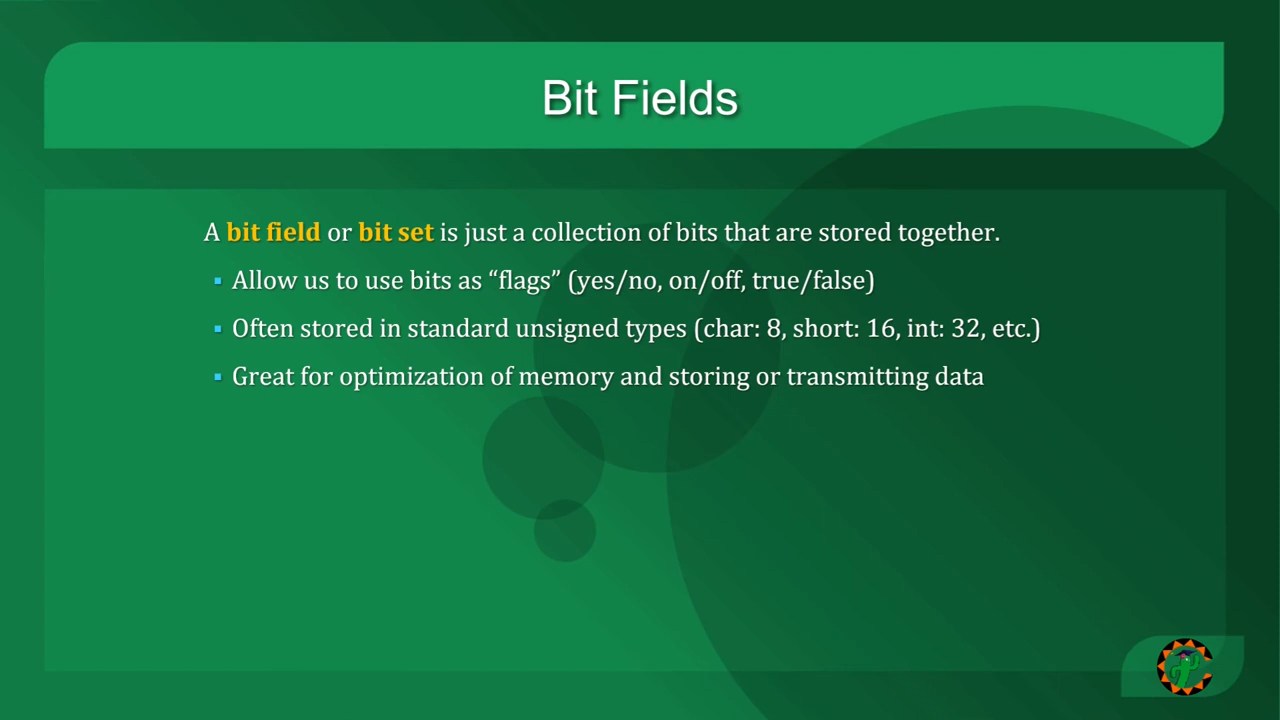 Bit Fields
A bit field or bit set is just a collection of bits that are stored together.
▪ Allow us to use bits as “flags” (yes/no, on/off, true/false)
▪ Often stored in standard unsigned types (char: 8, short: 16, int: 32, etc.)
▪ Great for optimization of memory and storing or transmitting data